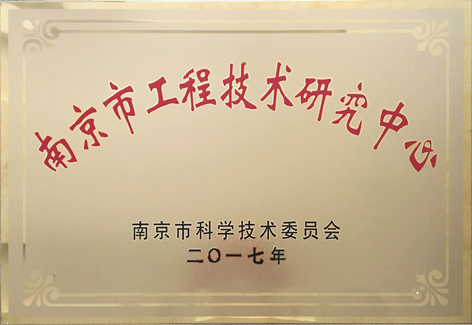 南京市工程技术研究中心
南京市科学技术委员会
二〇一七年